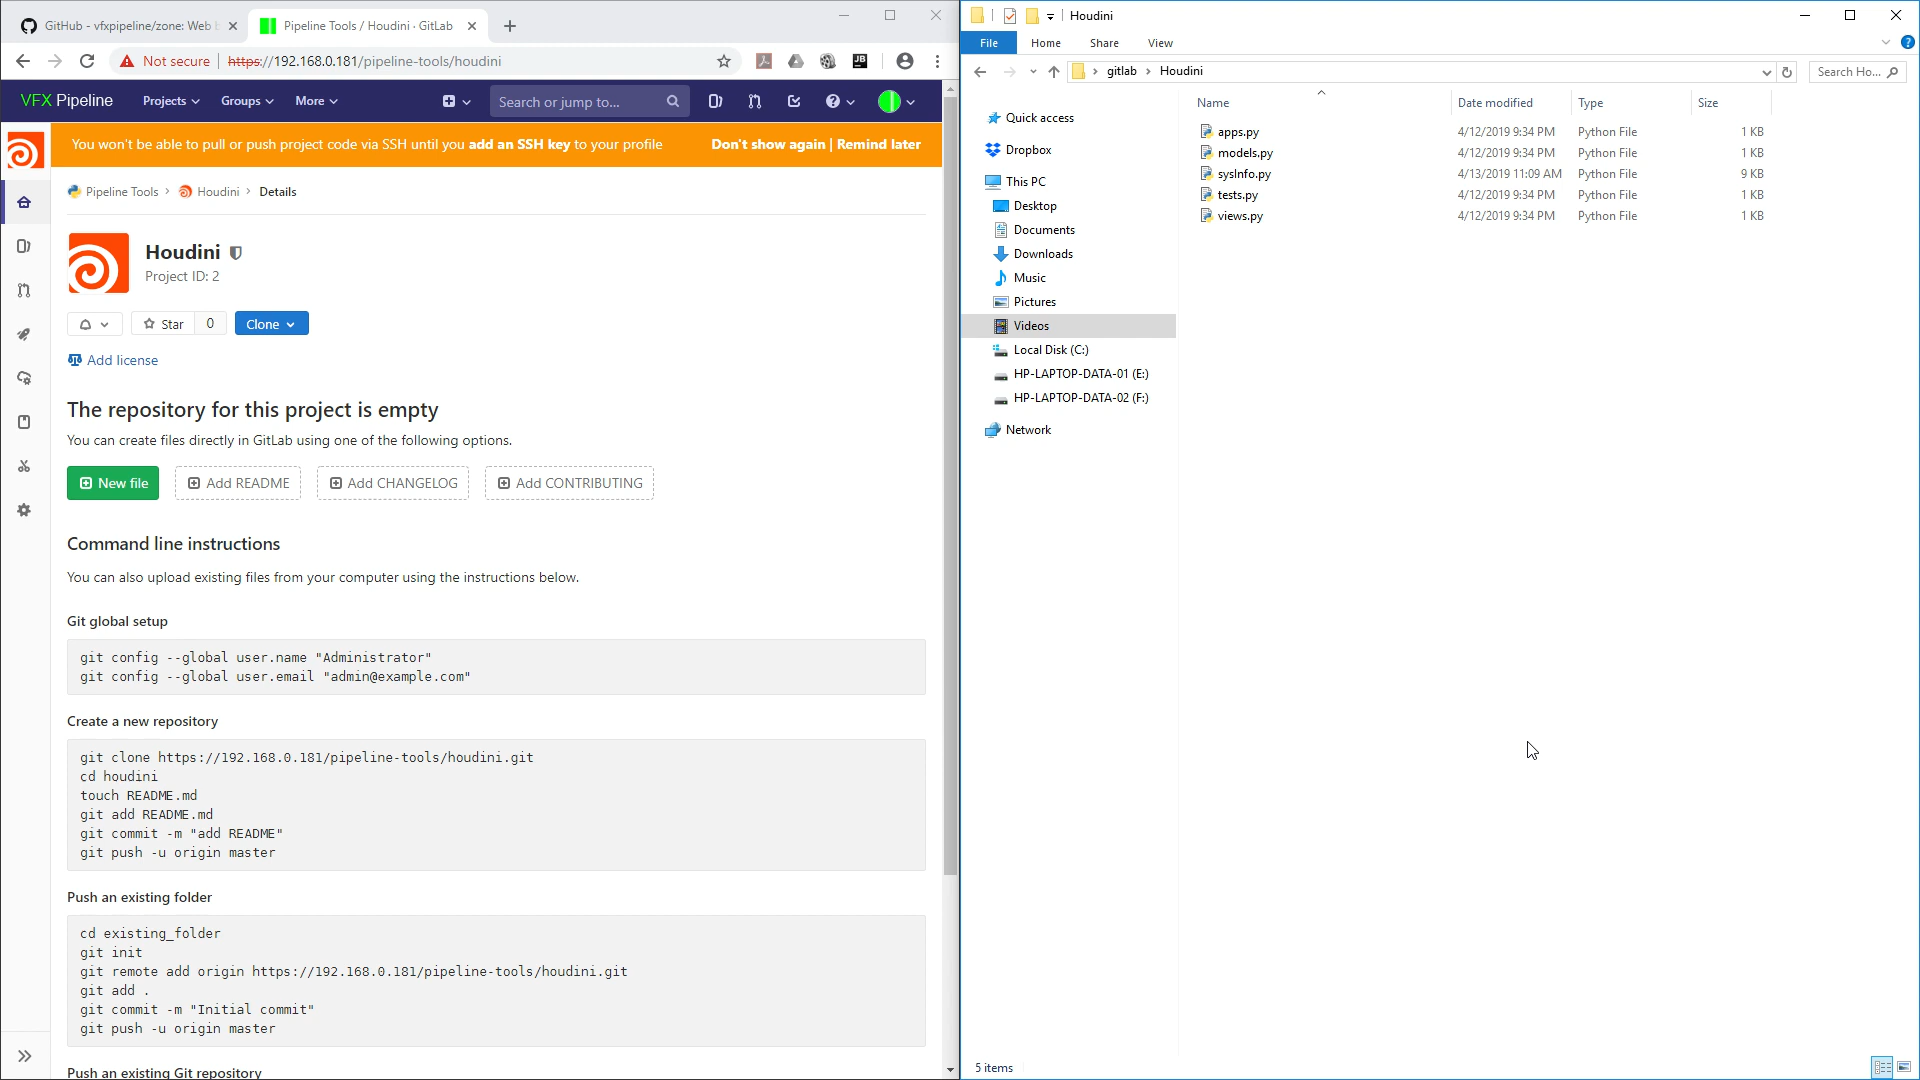 GitHub - vfxpipeline/zone: Web b
Pipeline Tools / Houdini · GitLab
Not secure
https://192.168.0.181/pipeline-tools/houdini
JB
VFX Pipeline
Projects
Groups
More
Search or jump to...
You won't be able to pull or push project code via SSH until you add an SSH key to your profile
Don't show again | Remind later
Pipeline Tools
Houdini
Details
Houdini
Project ID: 2
Star
0
Clone
Add license
The repository for this project is empty
You can create files directly in GitLab using one of the following options.
New file
Add README
Add CHANGELOG
Add CONTRIBUTING
Command line instructions
You can also upload existing files from your computer using the instructions below.
Git global setup
git config --global user.name "Administrator"
git config --global user.email "admin@example.com"
Create a new repository
git clone https://192.168.0.181/pipeline-tools/houdini.git
cd houdini
touch README.md
git add README.md
git commit -m "add README"
git push -u origin master
Push an existing folder
cd existing_folder
git init
git remote add origin https://192.168.0.181/pipeline-tools/houdini.git
git add .
git commit -m "Initial commit"
git push -u origin master
Push an existing Git repository
Houdini
File
Home
Share
View
gitlab
Houdini
Search Ho...
Quick access
Dropbox
This PC
Desktop
Documents
Downloads
Music
Pictures
Videos
Local Disk (C:)
HP-LAPTOP-DATA-01 (E:)
HP-LAPTOP-DATA-02 (F:)
Network
Name Date modified Type Size
apps.py 4/12/2019 9:34 PM Python File 1 KB
models.py 4/12/2019 9:34 PM Python File 1 KB
sysInfo.py 4/13/2019 11:09 AM Python File 9 KB
tests.py 4/12/2019 9:34 PM Python File 1 KB
views.py 4/12/2019 9:34 PM Python File 1 KB
5 items